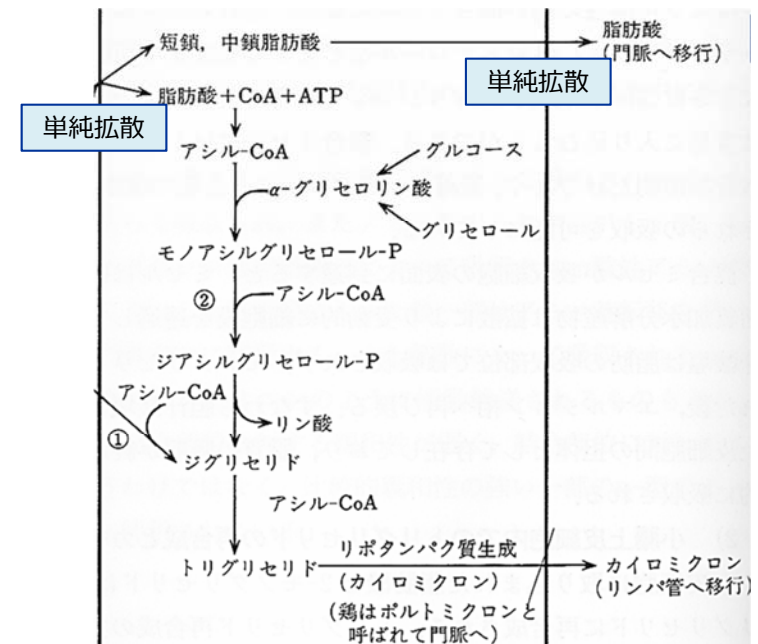 短鎖，中鎖脂肪酸
脂肪酸
(門脈へ移行)
単純拡散
脂肪酸+CoA+ATP
単純拡散
アシル-CoA
グルコース
α-グリセロリン酸
グリセロール
モノアシルグリセロール-P
②
アシル-CoA
ジアシルグリセロール-P
アシル-CoA
リン酸
①
ジグリセリド
アシル-CoA
トリグリセリド
リボタンパク質生成
(カイロミクロン)
(鶏はポルトミクロンと
呼ばれて門脈へ)
カイロミクロン
(リンパ管へ移行)